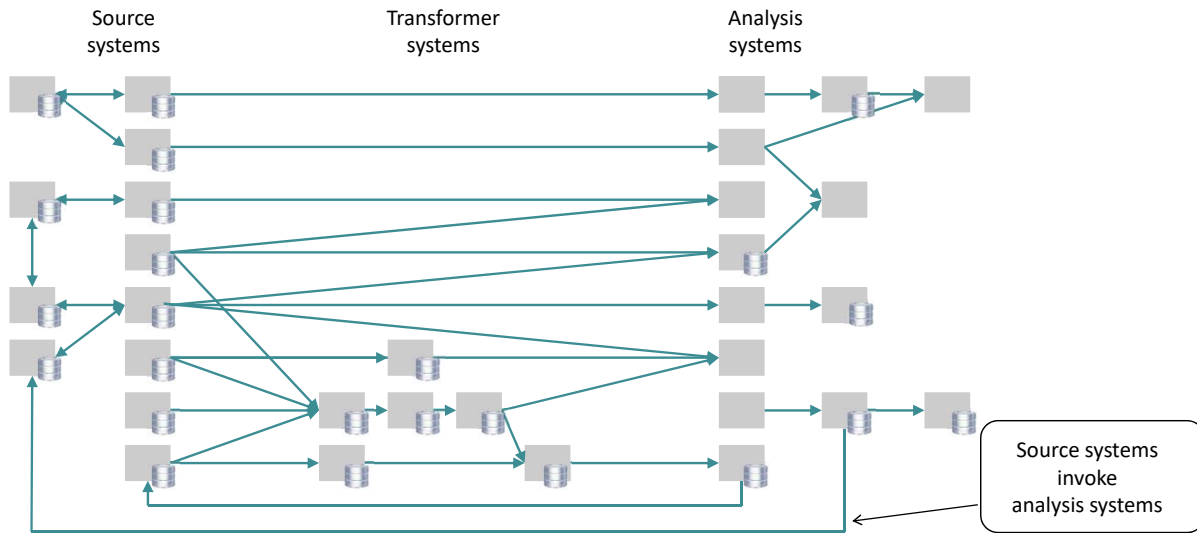 Source
systems
Transformer
systems
Analysis
systems
Source systems
invoke
analysis systems